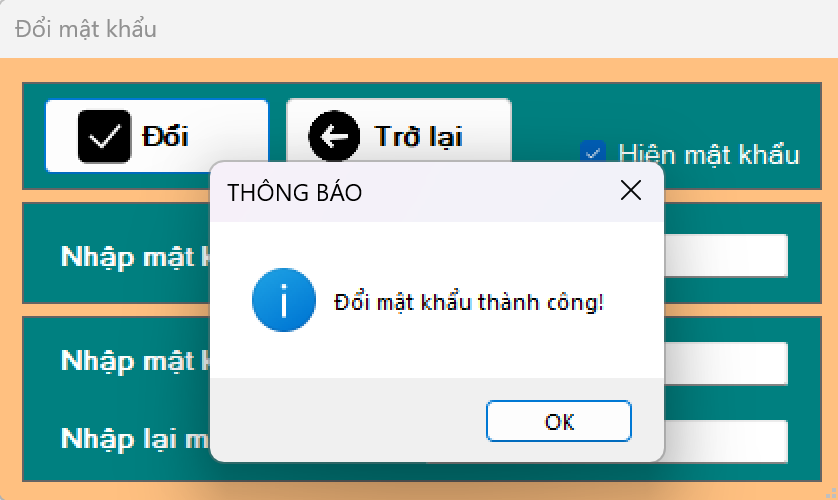 Đổi mật khẩu
Đổi
Trở lại
Hiện mật khẩu
THÔNG BÁO
Nhập mật
Đổi mật khẩu thành công!
Nhập mật
OK
Nhập lại